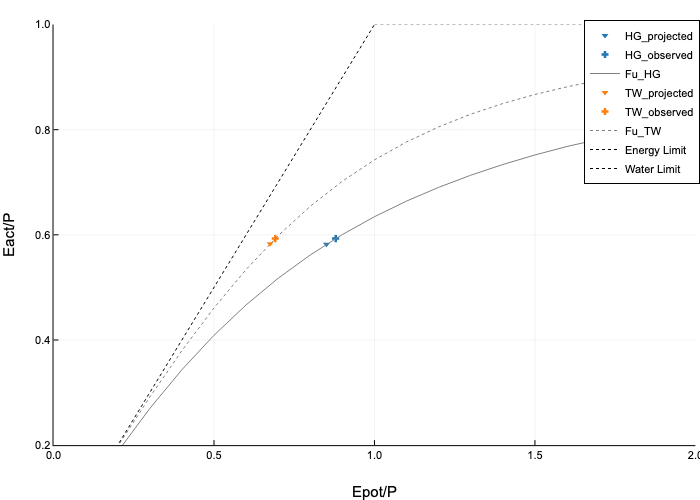 1.0
0.8
0.6
0.4
0.2
Eact/P
0.0
0.5
1.0
1.5
2.0
Epot/P
HG_projected
HG_observed
Fu_HG
TW_projected
TW_observed
Fu_TW
Energy Limit
Water Limit